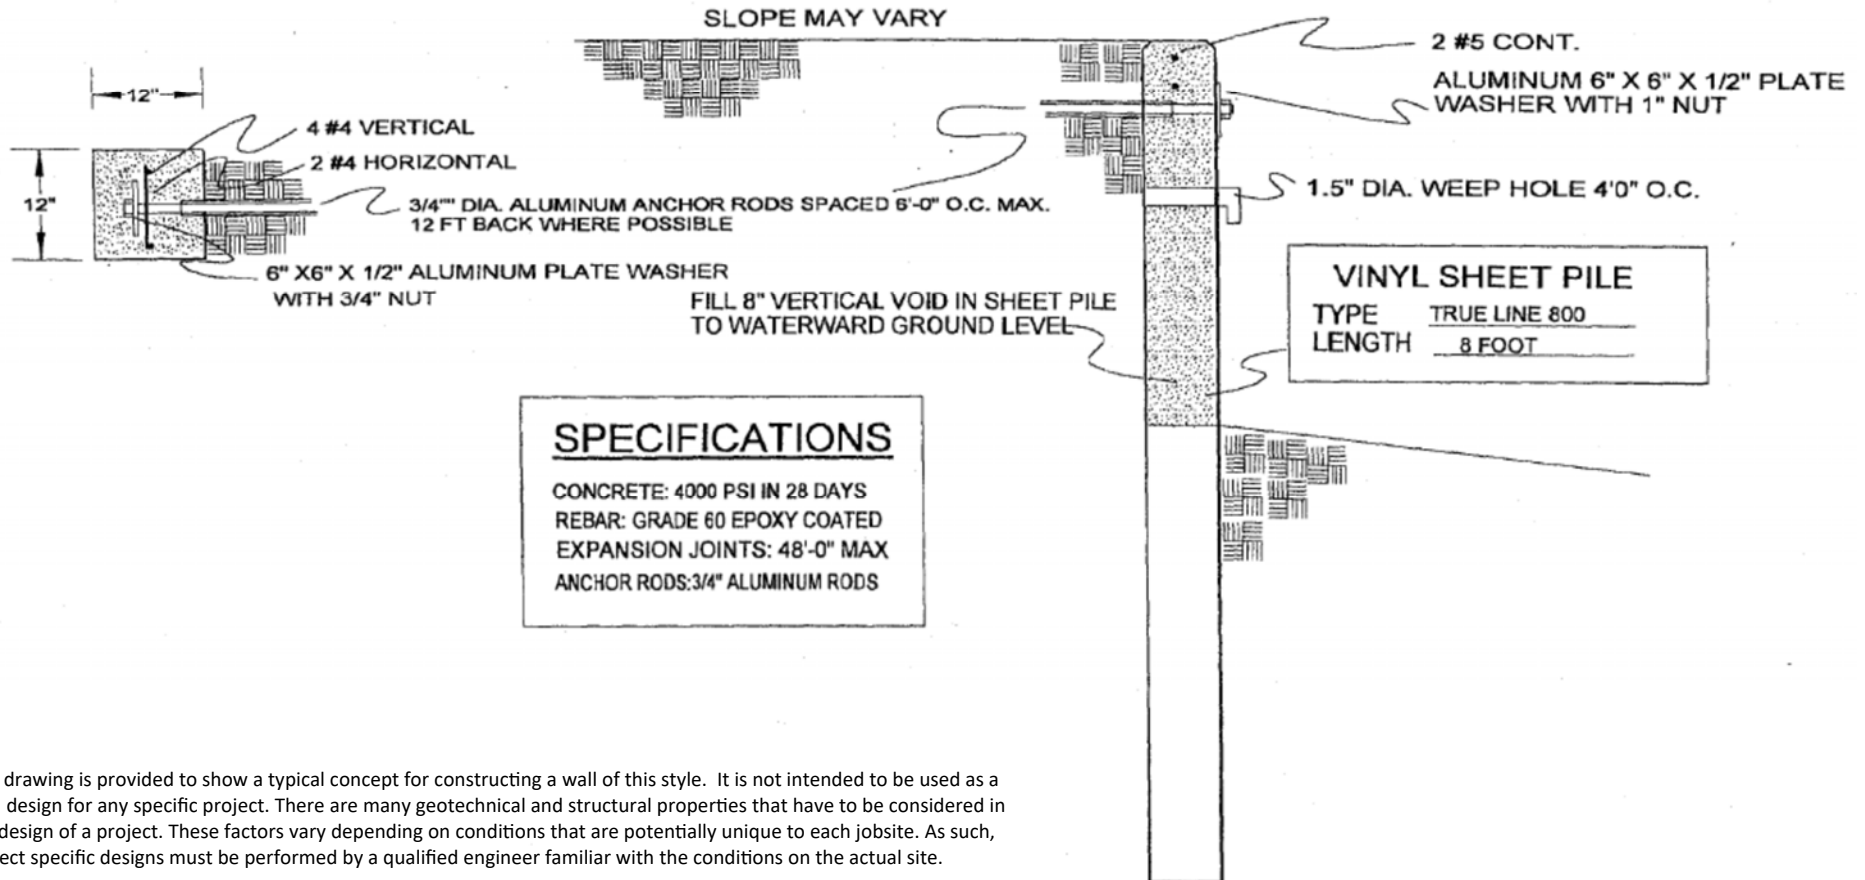 SLOPE MAY VARY
2 #5 CONT.
ALUMINUM 6" X 6" X 1/2" PLATE
WASHER WITH 1" NUT
12"
4 #4 VERTICAL
2 #4 HORIZONTAL
12"
3/4"" DIA. ALUMINUM ANCHOR RODS SPACED 6'-0" O.C. MAX.
12 FT BACK WHERE POSSIBLE
1.5" DIA. WEEP HOLE 4'0" O.C.
6" X6" X 1/2" ALUMINUM PLATE WASHER
WITH 3/4" NUT
FILL 8" VERTICAL VOID IN SHEET PILE
TO WATERWARD GROUND LEVEL
VINYL SHEET PILE
TYPE TRUE LINE 800
LENGTH 8 FOOT
SPECIFICATIONS
CONCRETE: 4000 PSI IN 28 DAYS
REBAR: GRADE 60 EPOXY COATED
EXPANSION JOINTS: 48'-0" MAX
ANCHOR RODS:3/4" ALUMINUM RODS
drawing is provided to show a typical concept for constructing a wall of this style. It is not intended to be used as a
design for any specific project. There are many geotechnical and structural properties that have to be considered in
design of a project. These factors vary depending on conditions that are potentially unique to each jobsite. As such,
ect specific designs must be performed by a qualified engineer familiar with the conditions on the actual site.